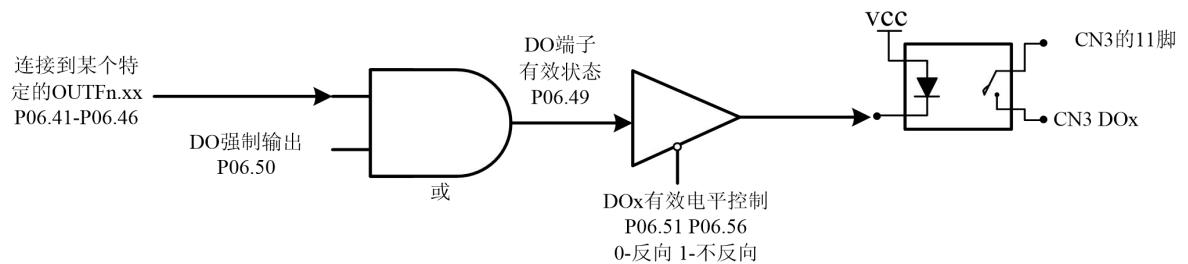 连接到某个特
定的OUTFn.xx
P06.41-P06.46
DO强制输出
P06.50
或
DO端子
有效状态
P06.49
DOx有效电平控制
P06.51 P06.56
0-反向 1-不反向
vcc
CN3的11脚
CN3 DOx